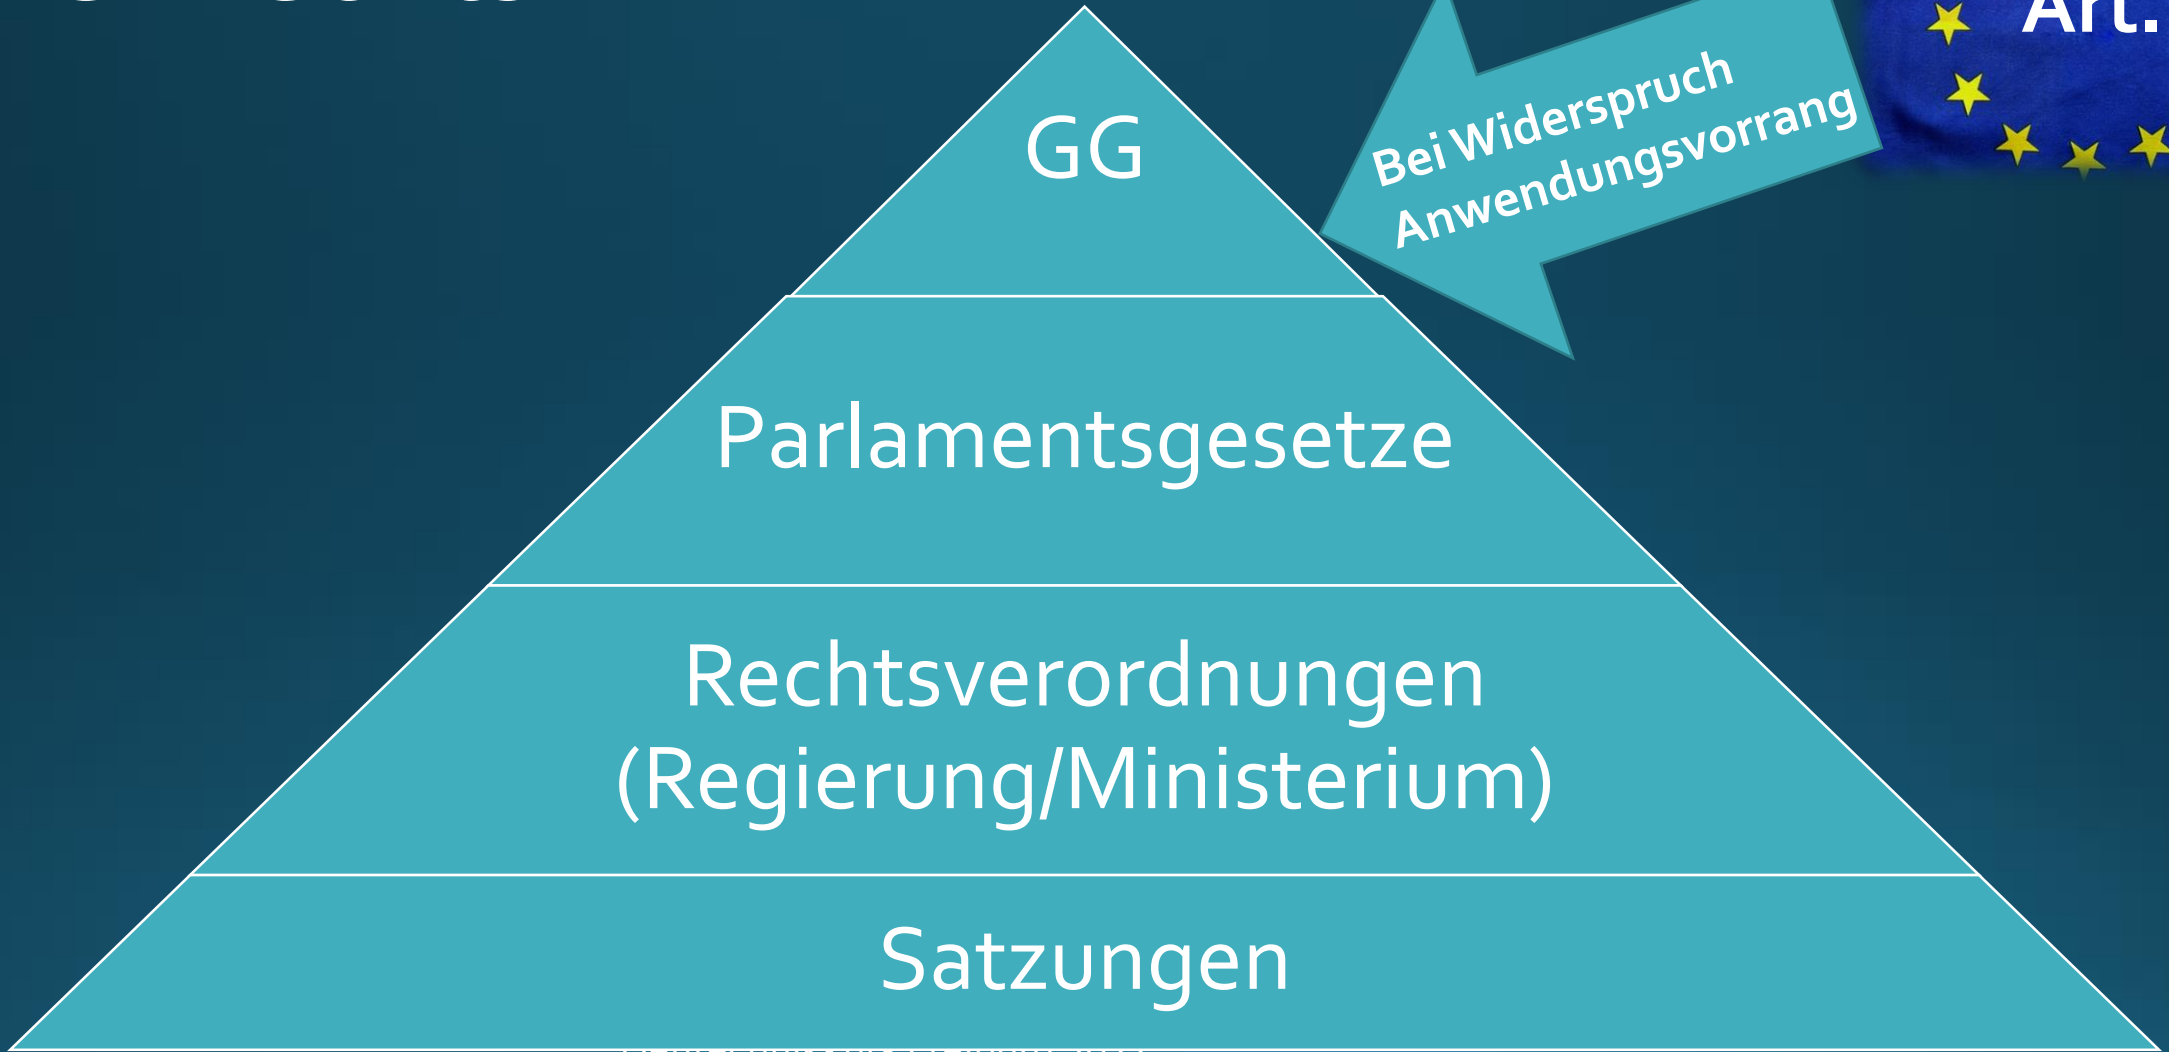 Art.
Bei Widerspruch
Anwendungsvorrang
GG
Parlamentsgesetze
Rechtsverordnungen
(Regierung/Ministerium)
Satzungen